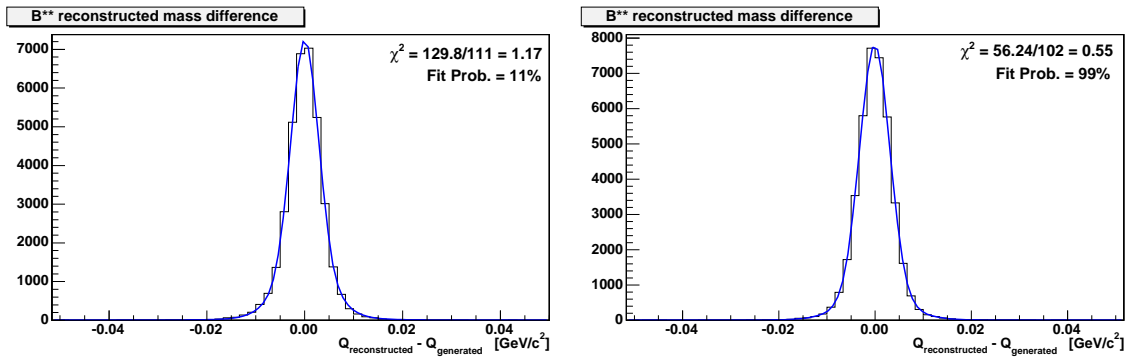 B** reconstructed mass difference
χ² = 129.8/111 = 1.17
Fit Prob. = 11%
7000
6000
5000
4000
3000
2000
1000
0
-0.04 -0.02 0.00 0.02 0.04
Q_reconstructed - Q_generated [GeV/c²]
B** reconstructed mass difference
χ² = 56.24/102 = 0.55
Fit Prob. = 99%
8000
7000
6000
5000
4000
3000
2000
1000
0
-0.04 -0.02 0.00 0.02 0.04
Q_reconstructed - Q_generated [GeV/c²]